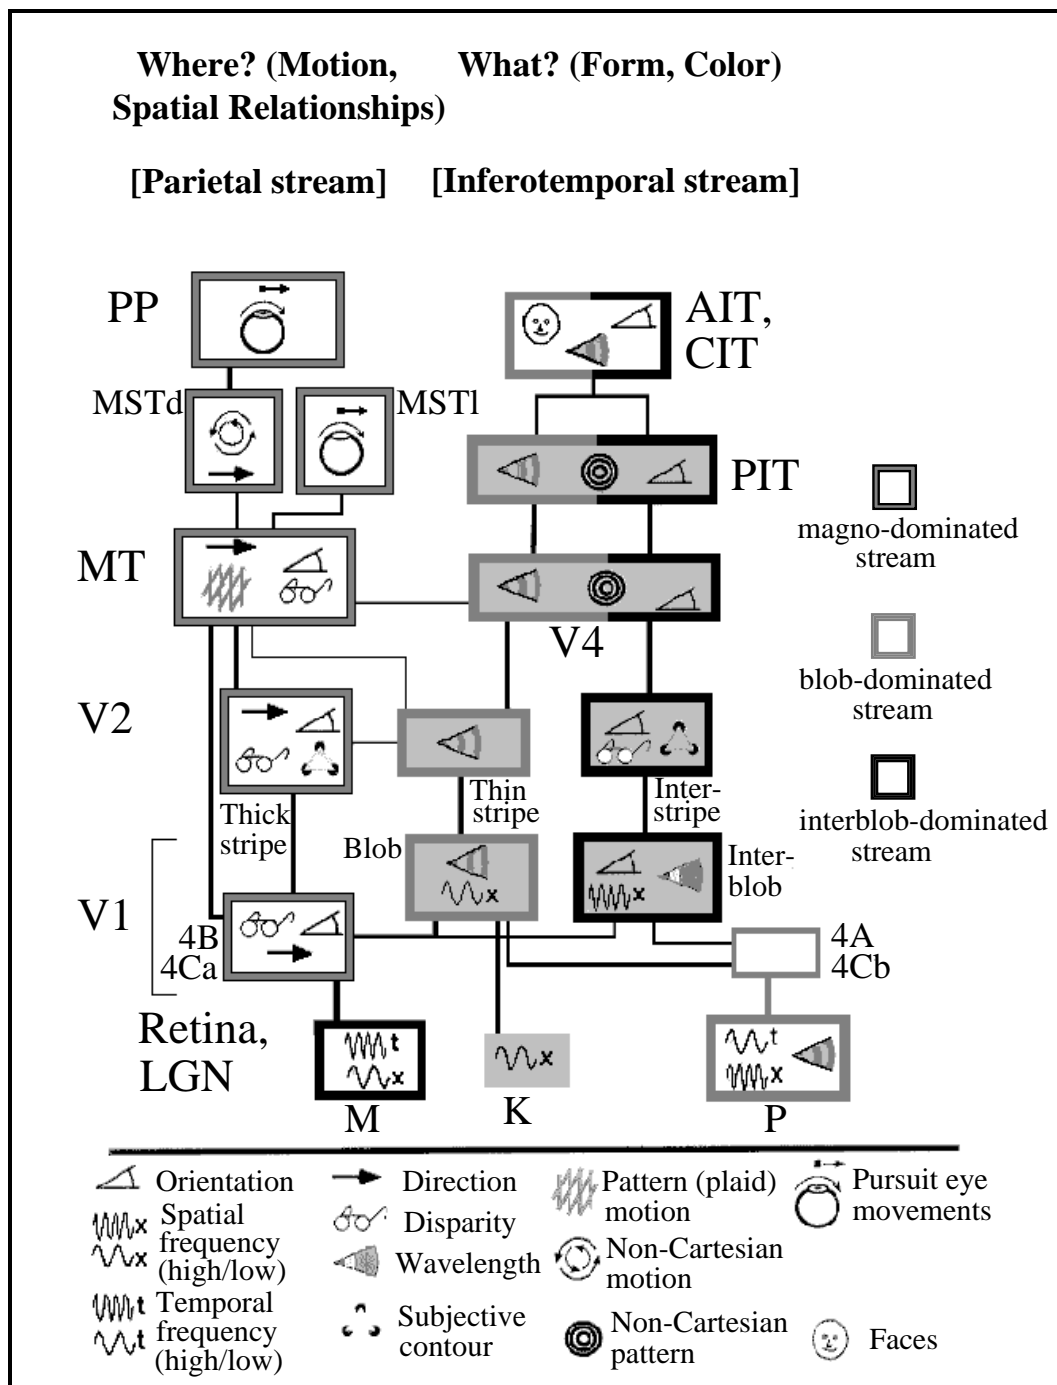 Where? (Motion,
Spatial Relationships)
What? (Form, Color)
[Parietal stream]
[Inferotemporal stream]
PP
AIT,
CIT
MSTd
MSTl
PIT
MT
V4
magno-dominated
stream
blob-dominated
stream
interblob-dominated
stream
V2
Thick
stripe
Thin
stripe
Inter-
stripe
Blob
Inter-
blob
V1
4B
4Ca
4A
4Cb
Retina,
LGN
t
x
M
x
K
t
x
P
x
x
x
Orientation
x
x
Spatial
frequency
(high/low)
t
t
Temporal
frequency
(high/low)
Direction
Disparity
Wavelength
Subjective
contour
Pattern (plaid)
motion
Non-Cartesian
motion
Non-Cartesian
pattern
Pursuit eye
movements
Faces